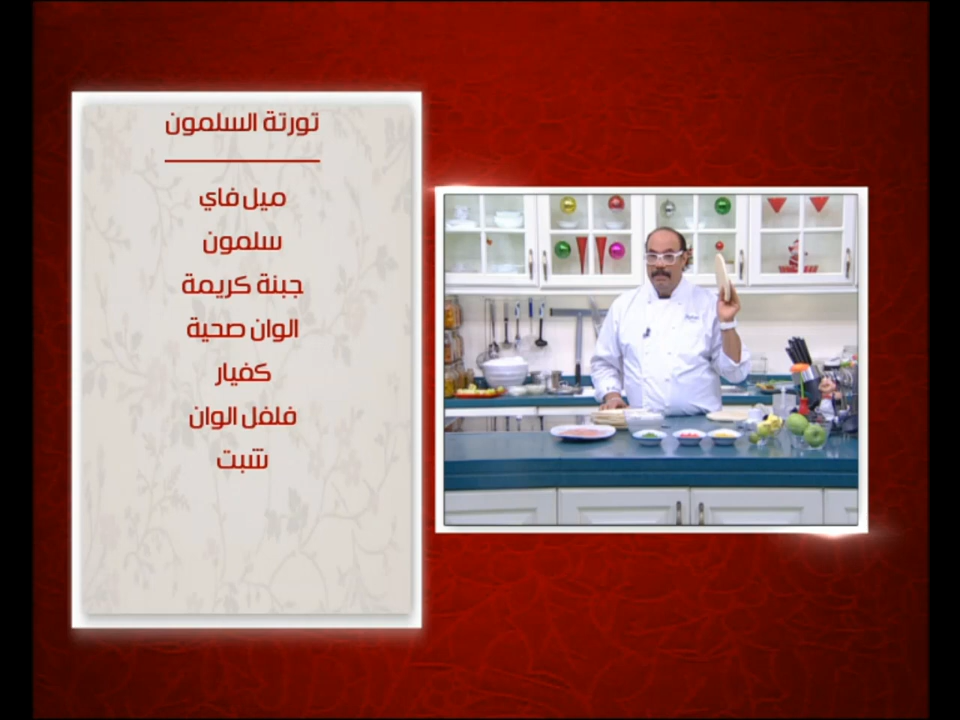 تورتة السلمون
ميل فاي
سلمون
جبنة كريمة
الوان صحية
كفيار
فلفل الوان
شبت